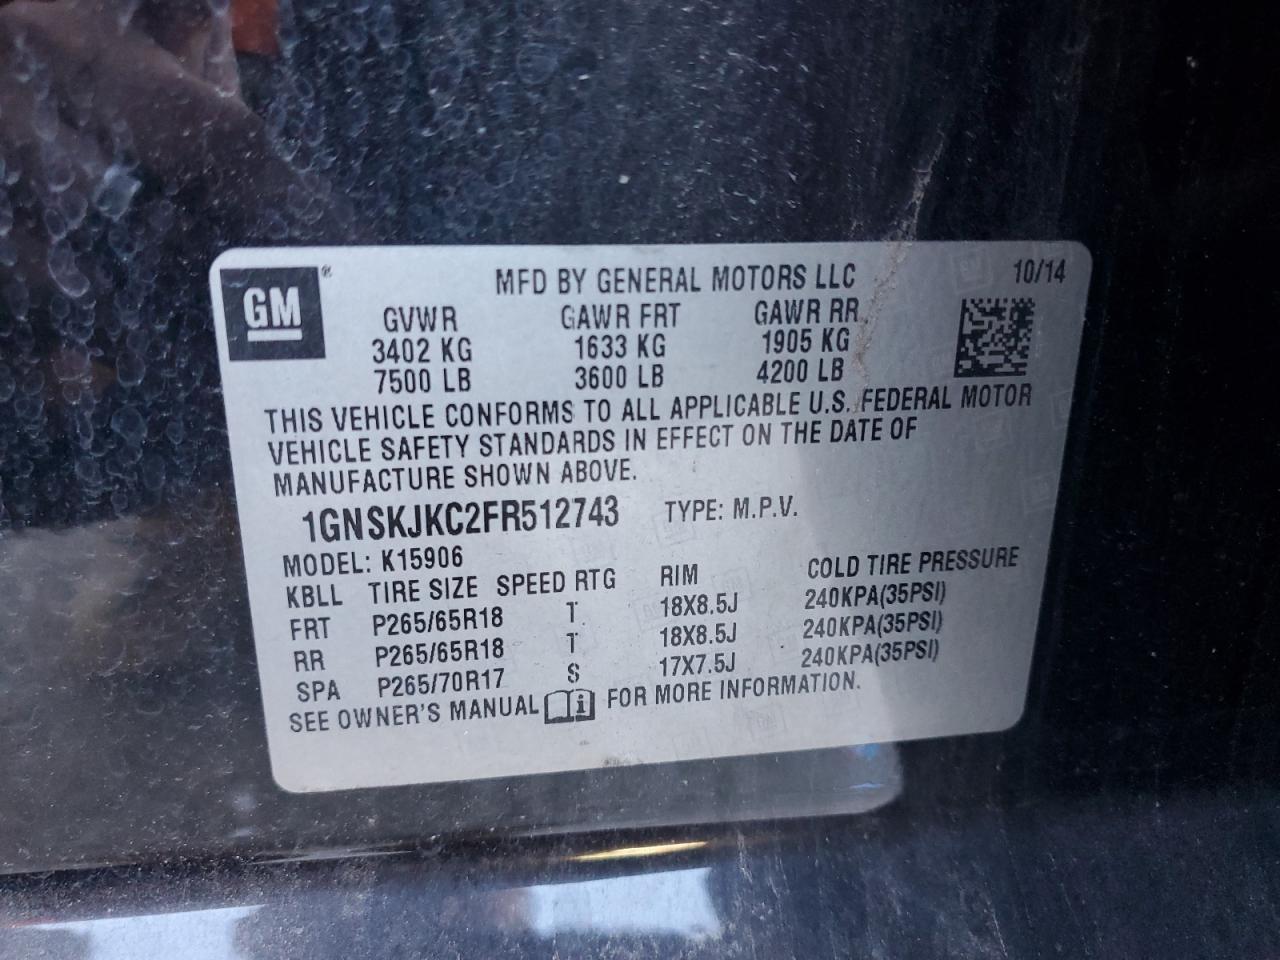 GM ® MFD BY GENERAL MOTORS LLC 10/14
GVWR GAWR FRT GAWR RR
3402 KG 1633 KG 1905 KG
7500 LB 3600 LB 4200 LB
THIS VEHICLE CONFORMS TO ALL APPLICABLE U.S. FEDERAL MOTOR
VEHICLE SAFETY STANDARDS IN EFFECT ON THE DATE OF
MANUFACTURE SHOWN ABOVE.
1GNSKJKC2FR512743 TYPE: M.P.V.
MODEL: K15906
KBLL TIRE SIZE SPEED RTG RIM COLD TIRE PRESSURE
FRT P265/65R18 T 18X8.5J 240KPA(35PSI)
RR P265/65R18 T 18X8.5J 240KPA(35PSI)
SPA P265/70R17 S 17X7.5J 240KPA(35PSI)
SEE OWNER'S MANUAL i FOR MORE INFORMATION.